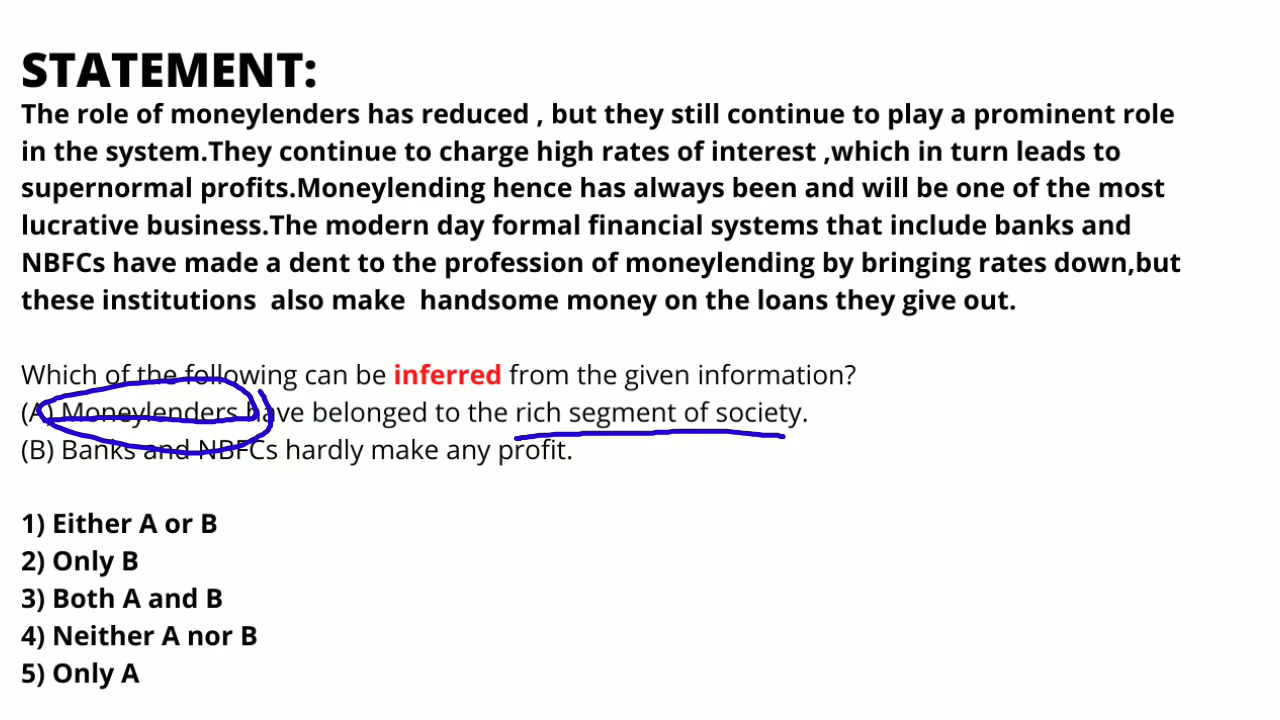 STATEMENT:
The role of moneylenders has reduced , but they still continue to play a prominent role
in the system.They continue to charge high rates of interest ,which in turn leads to
supernormal profits.Moneylending hence has always been and will be one of the most
lucrative business.The modern day formal financial systems that include banks and
NBFCs have made a dent to the profession of moneylending by bringing rates down,but
these institutions also make handsome money on the loans they give out.
Which of the following can be inferred from the given information?
(A) Moneylenders have belonged to the rich segment of society.
(B) Banks and NBFCs hardly make any profit.
1) Either A or B
2) Only B
3) Both A and B
4) Neither A nor B
5) Only A